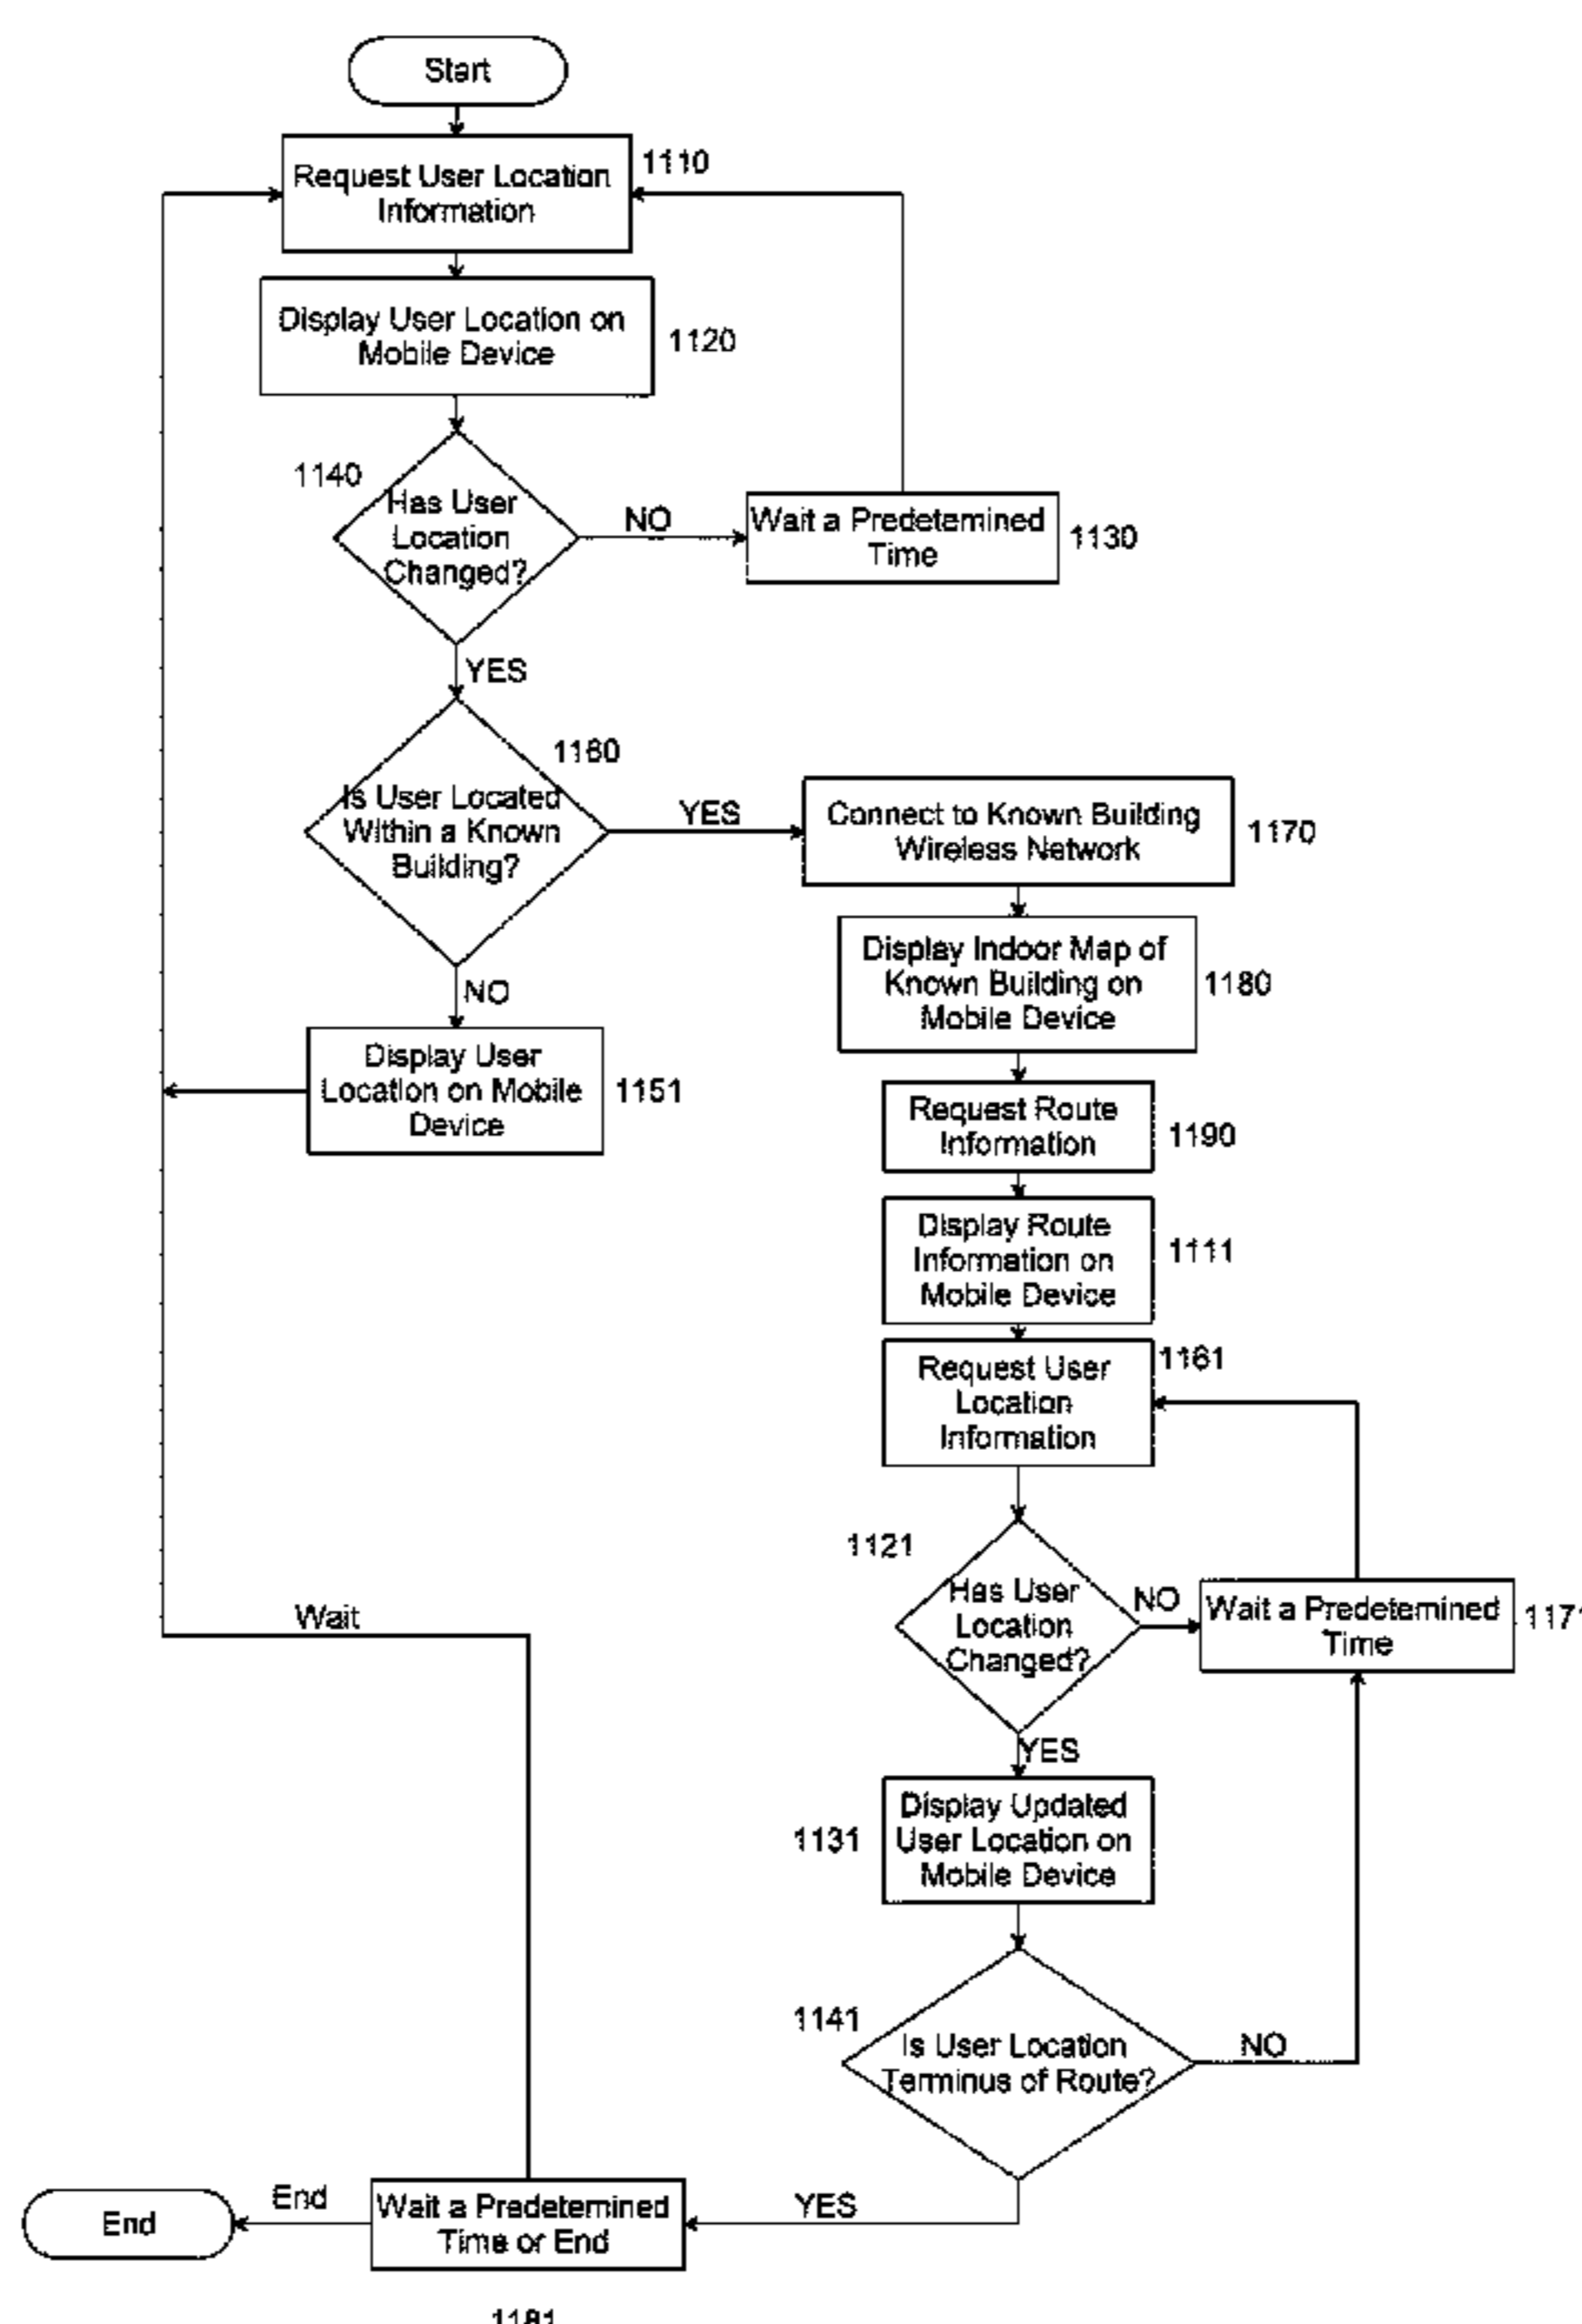 Start
Request User Location
Information
1110
Display User Location on
Mobile Device
1120
1140
Has User
Location
Changed?
NO
Wait a Predetemined
Time
1130
YES
1160
Is User Located
Within a Known
Building?
YES
Connect to Known Building
Wireless Network
1170
Display Indoor Map of
Known Building on
Mobile Device
1180
NO
Display User
Location on Mobile
Device
1151
Request Route
Information
1190
Display Route
Information on
Mobile Device
1111
Request User
Location
Information
1161
1121
Has User
Location
Changed?
NO
Wait a Predetemined
Time
1171
Wait
YES
Display Updated
User Location on
Mobile Device
1131
1141
Is User Location
Terminus of Route?
NO
YES
Wait a Predetemined
Time or End
End
End
1181